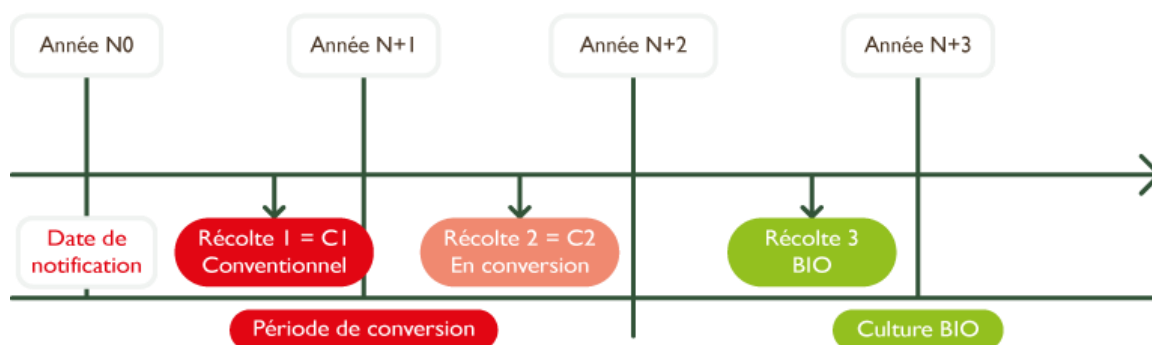 Année N0
Année N+1
Année N+2
Année N+3
Date de
notification
Récolte 1 = C1
Conventionnel
Récolte 2 = C2
En conversion
Récolte 3
BIO
Période de conversion
Culture BIO